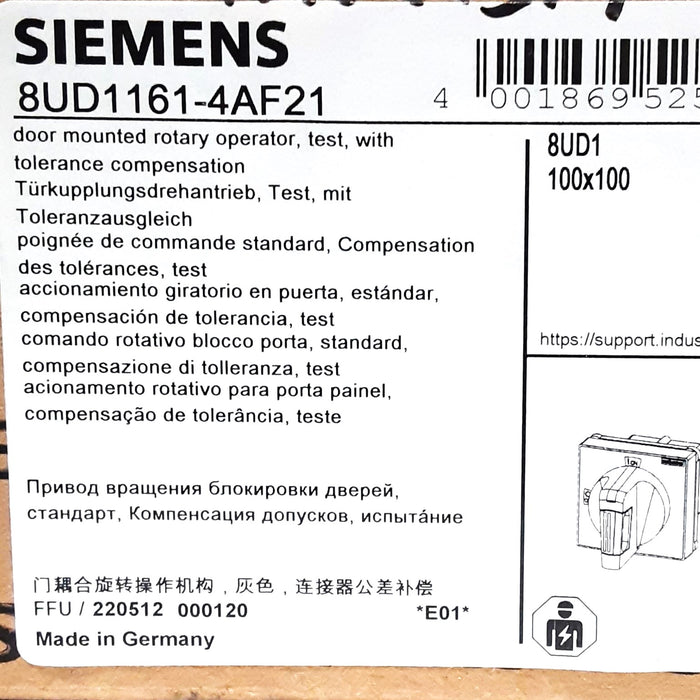 SIEMENS
8UD1161-4AF21
4 001869 525
door mounted rotary operator, test, with
tolerance compensation
Türkupplungsdrehantrieb, Test, mit
Toleranzausgleich
poignée de commande standard, Compensation
des tolérances, test
accionamiento giratorio en puerta, estándar,
compensación de tolerancia, test
comando rotativo blocco porta, standard,
compensazione di tolleranza, test
acionamento rotativo para porta painel,
compensação de tolerância, teste
Привод вращения блокировки дверей,
стандарт, Компенсация допусков, испытáние
门耦合旋转操作机构，灰色，连接器公差补偿
FFU / 220512 000120 *E01*
Made in Germany
8UD1
100x100
https://support.indus